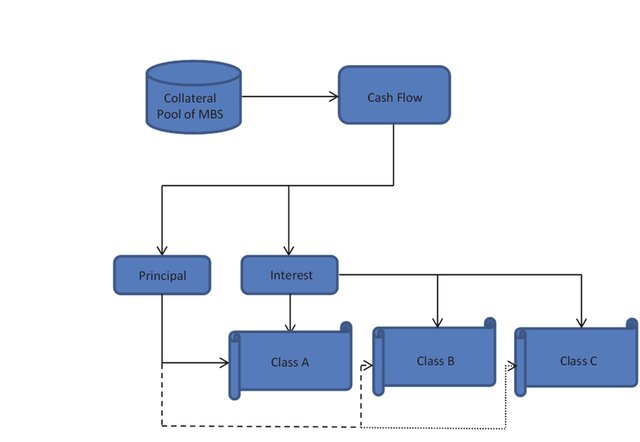 Collateral
Pool of MBS
Cash Flow
Principal
Interest
Class A
Class B
Class C